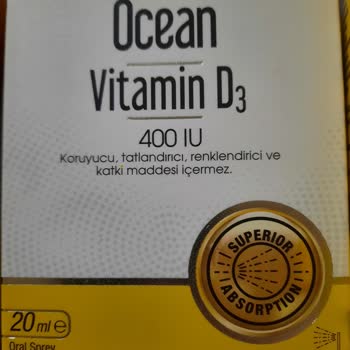 Ocean
Vitamin D3
400 IU
Koruyucu, tatlandırıcı, renklendirici ve
katkı maddesi içermez.
SUPERIOR
ABSORPTION
20 ml ℮
Oral Sprey